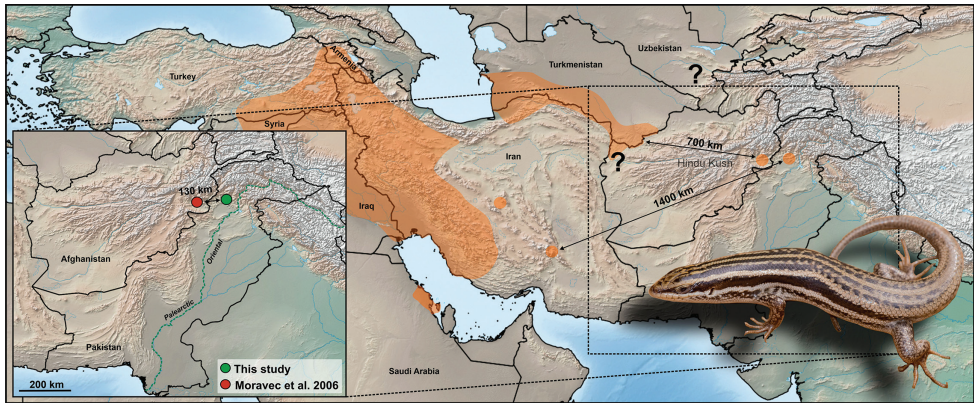 Uzbekistan
Armenia
Turkmenistan
Turkey
?
Syria
700 km
Iran
?
Hindu Kush
1400 km
130 km
Iraq
Oriental
Afghanistan
Palearctic
Pakistan
This study
Saudi Arabia
Moravec et al. 2006
200 km